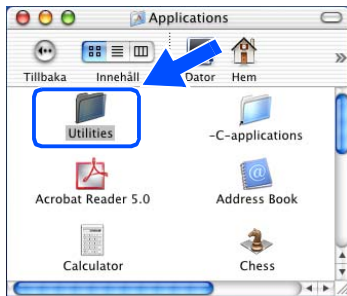 Applications
Tillbaka Innehåll Dator Hem
Utilities -C-applications
Acrobat Reader 5.0 Address Book
Calculator Chess